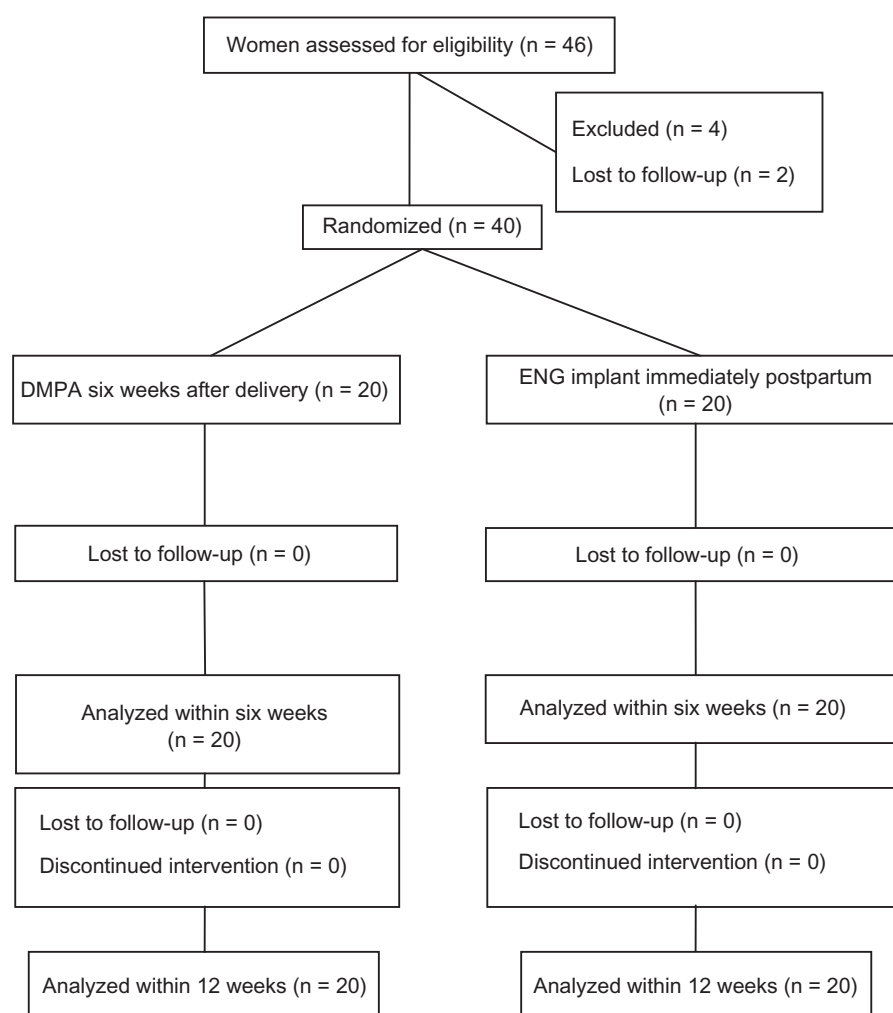 Women assessed for eligibility (n = 46)
Excluded (n = 4)
Lost to follow-up (n = 2)
Randomized (n = 40)
DMPA six weeks after delivery (n = 20)
ENG implant immediately postpartum
(n = 20)
Lost to follow-up (n = 0)
Lost to follow-up (n = 0)
Analyzed within six weeks
(n = 20)
Analyzed within six weeks (n = 20)
Lost to follow-up (n = 0)
Discontinued intervention (n = 0)
Lost to follow-up (n = 0)
Discontinued intervention (n = 0)
Analyzed within 12 weeks (n = 20)
Analyzed within 12 weeks (n = 20)